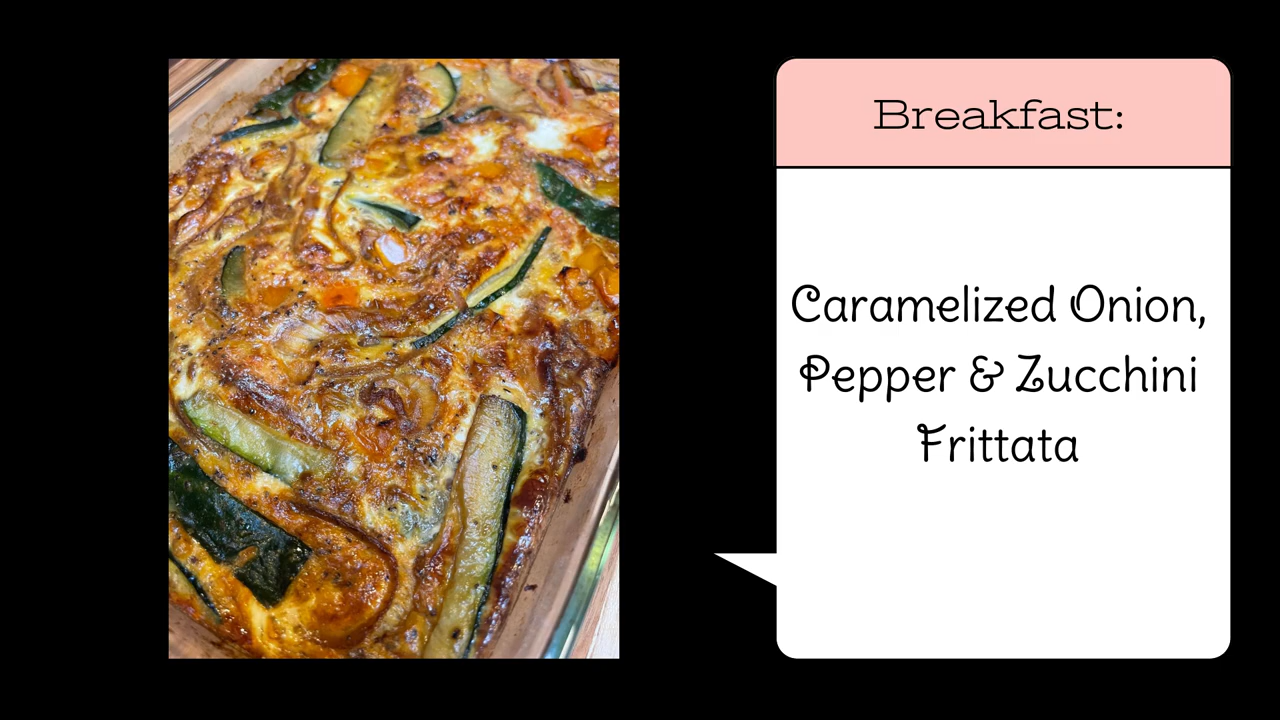 Breakfast:
Caramelized Onion,
Pepper & Zucchini
Frittata